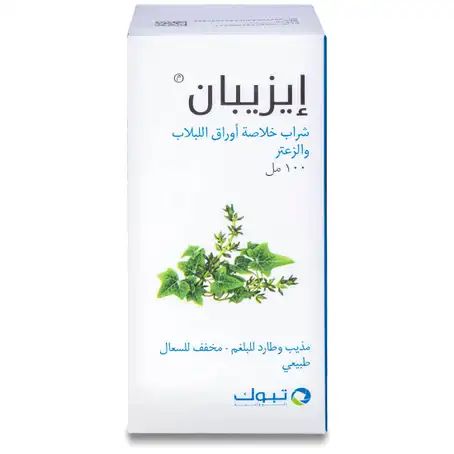 إيزيبان
شراب خلاصة أوراق اللبلاب
والزعتر
١٠٠ مل
مذيب وطارد للبلغم - مخفف للسعال
طبيعي
تبوك